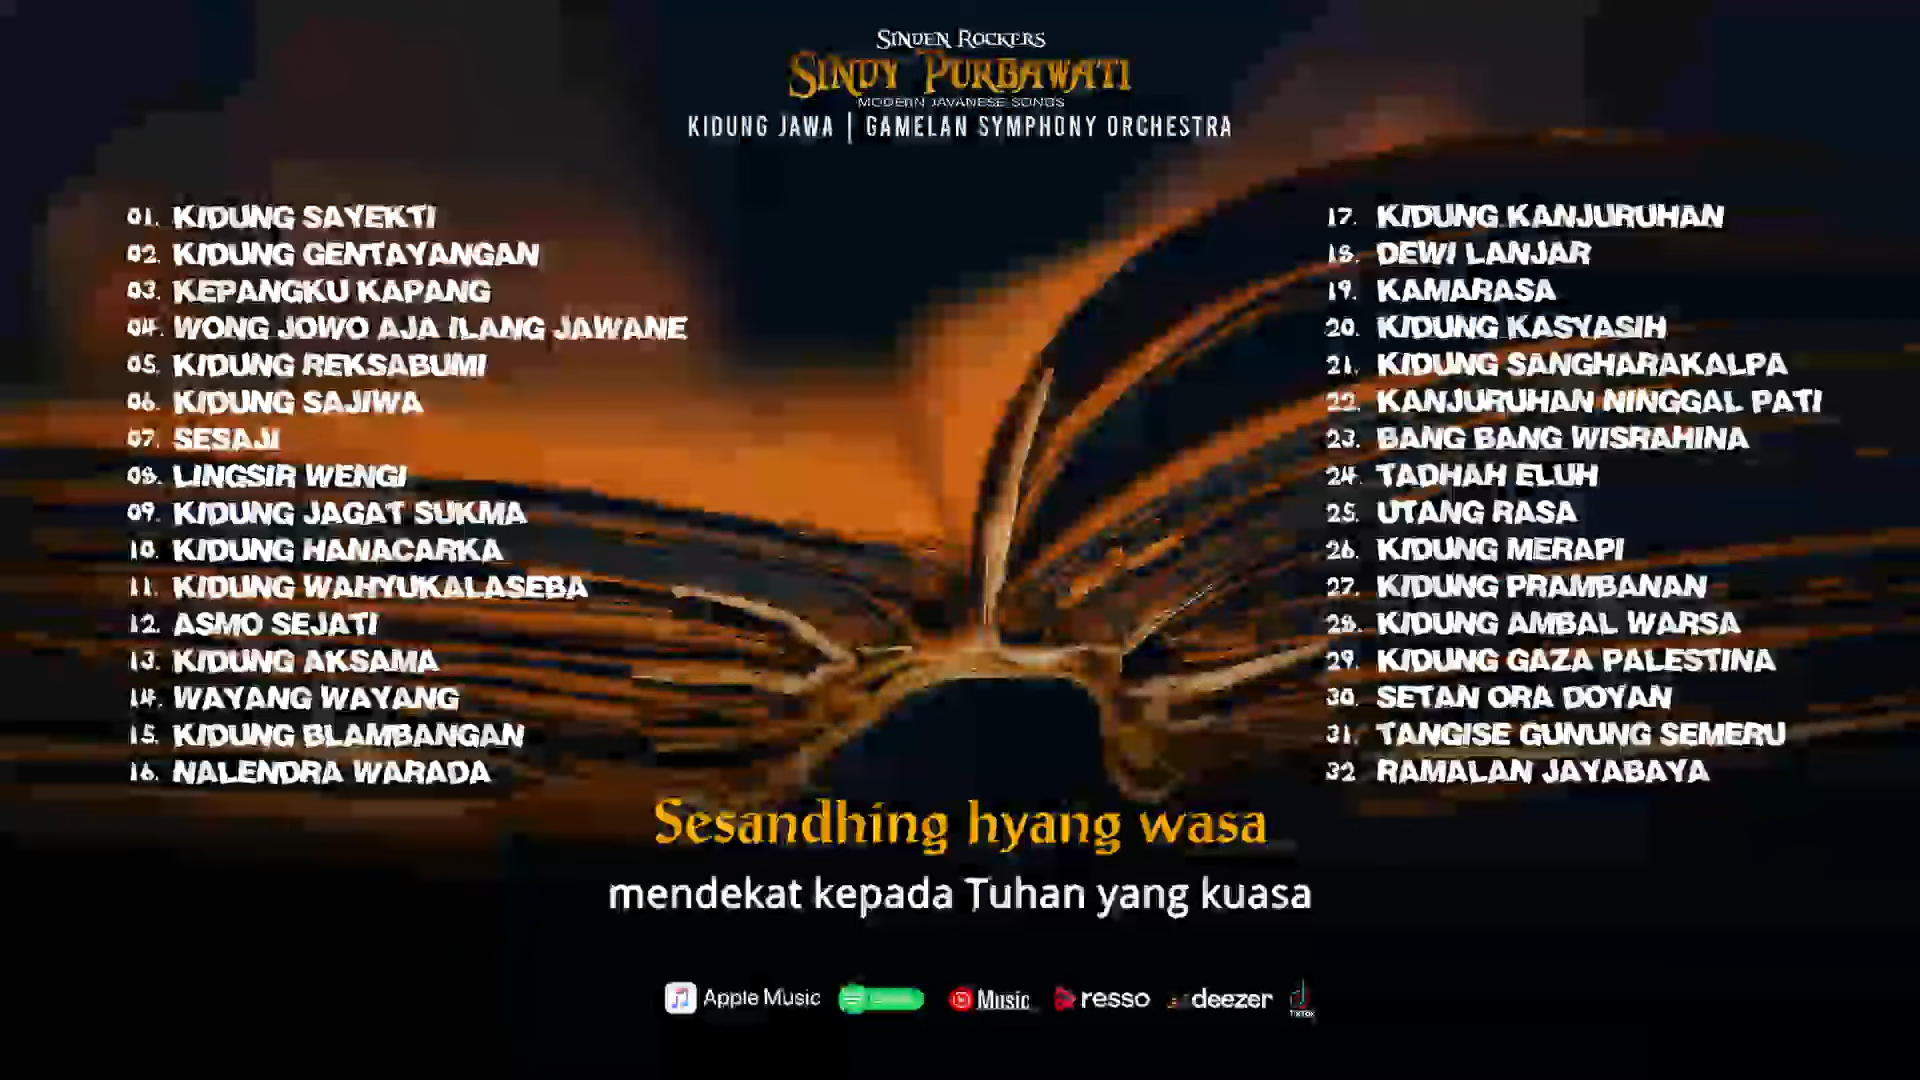 SINDEN ROCKERS
SINDY PURBAWATI
MODERN JAVANESE SONGS
KIDUNG JAWA | GAMELAN SYMPHONY ORCHESTRA
01. KIDUNG SAYEKTI
02. KIDUNG GENTAYANGAN
03. KEPANGKU KAPANG
04. WONG JOWO AJA ILANG JAWANE
05. KIDUNG REKSABUMI
06. KIDUNG SAJIWA
07. SESAJI
08. LINGSIR WENGI
09. KIDUNG JAGAT SUKMA
10. KIDUNG HANACARKA
11. KIDUNG WAHYUKALASEBA
12. ASMO SEJATI
13. KIDUNG AKSAMA
14. WAYANG WAYANG
15. KIDUNG BLAMBANGAN
16. NALENDRA WARADA
17. KIDUNG KANJURUHAN
18. DEWI LANJAR
19. KAMARASA
20. KIDUNG KASYASIH
21. KIDUNG SANGHARAKALPA
22. KANJURUHAN NINGGAL PATI
23. BANG BANG WISRAHINA
24. TADHAH ELUH
25. UTANG RASA
26. KIDUNG MERAPI
27. KIDUNG PRAMBANAN
28. KIDUNG AMBAL WARSA
29. KIDUNG GAZA PALESTINA
30. SETAN ORA DOYAN
31. TANGISE GUNUNG SEMERU
32. RAMALAN JAYABAYA
Sesandhing hyang wasa
mendekat kepada Tuhan yang kuasa
Apple Music Music resso deezer TIKTOK